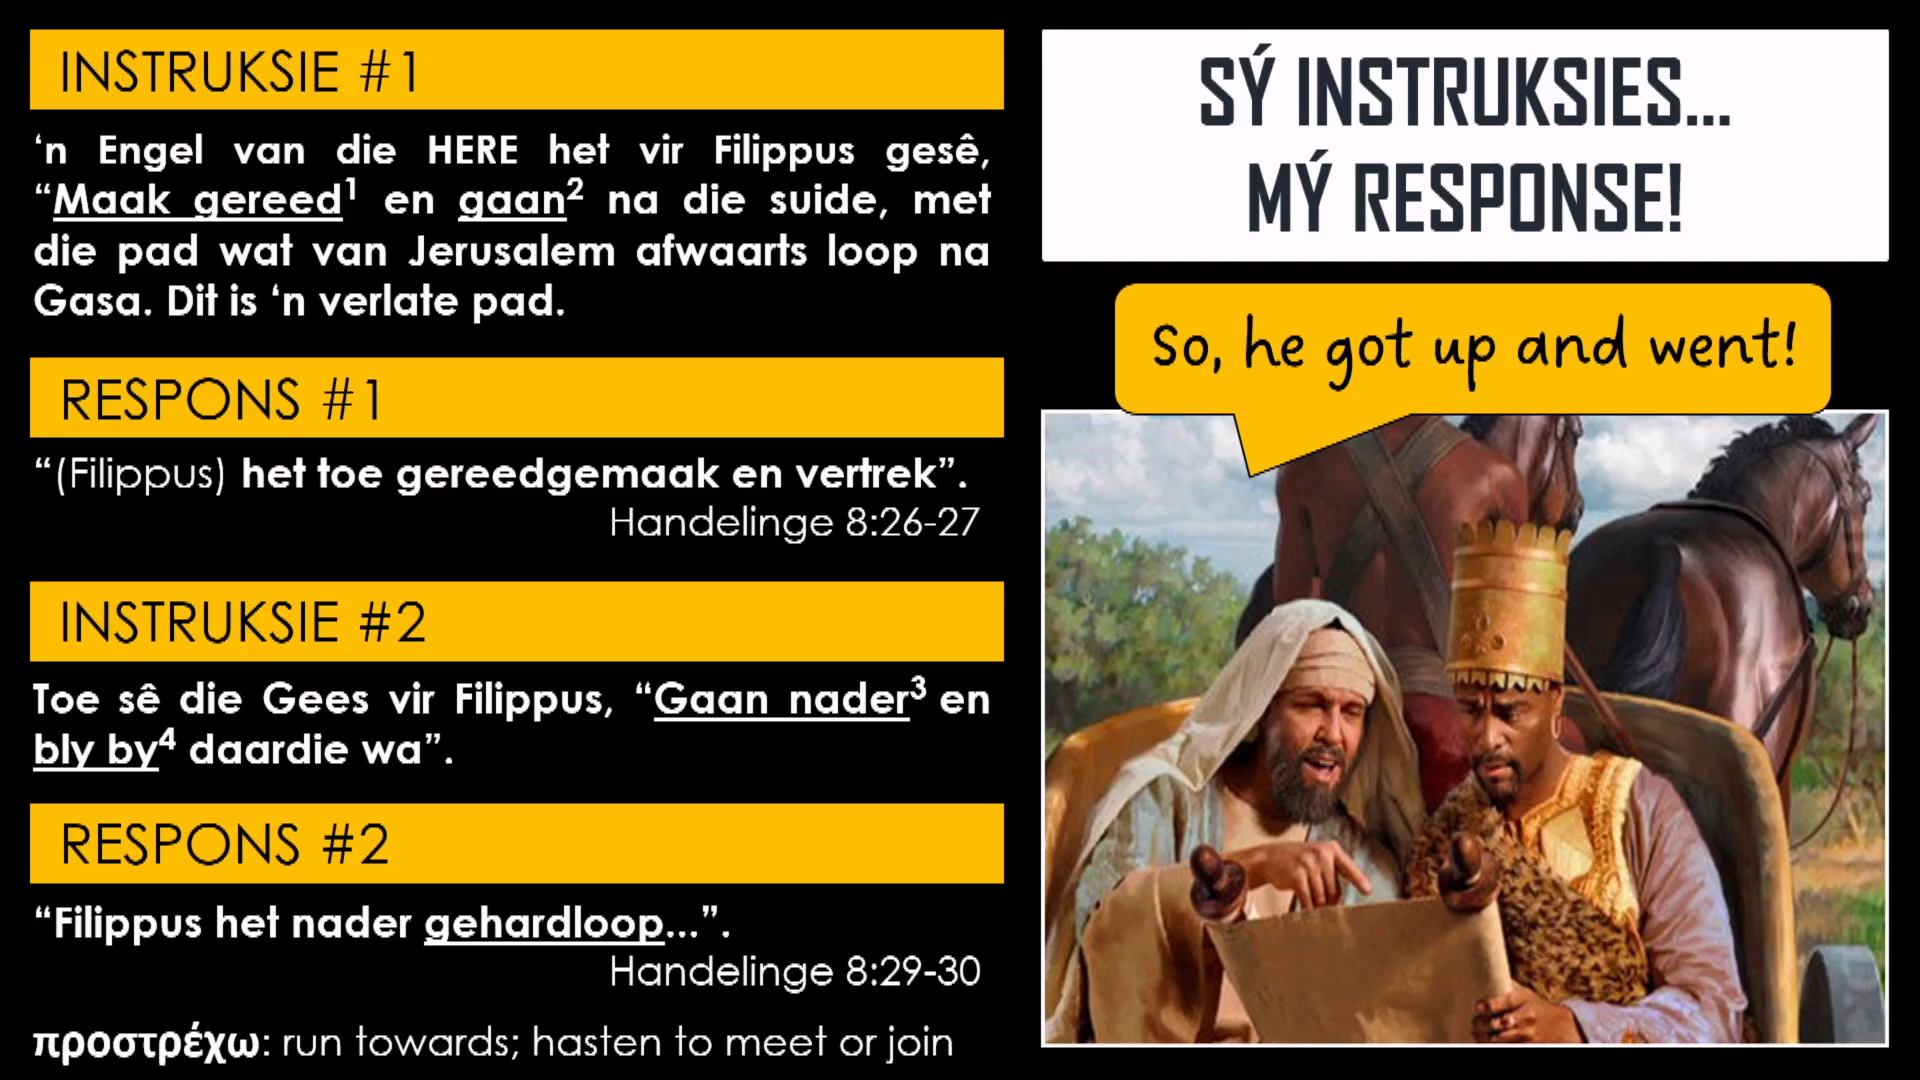 INSTRUKSIE #1
‘n Engel van die HERE het vir Filippus gesê,
“Maak gereed¹ en gaan² na die suide, met
die pad wat van Jerusalem afwaarts loop na
Gasa. Dit is ‘n verlate pad.
RESPONS #1
“(Filippus) het toe gereedgemaak en vertrek”.
Handelinge 8:26-27
INSTRUKSIE #2
Toe sê die Gees vir Filippus, “Gaan nader³ en
bly by⁴ daardie wa”.
RESPONS #2
“Filippus het nader gehardloop...”.
Handelinge 8:29-30
προστρέχω: run towards; hasten to meet or join
SÝ INSTRUKSIES...
MÝ RESPONSE!
So, he got up and went!